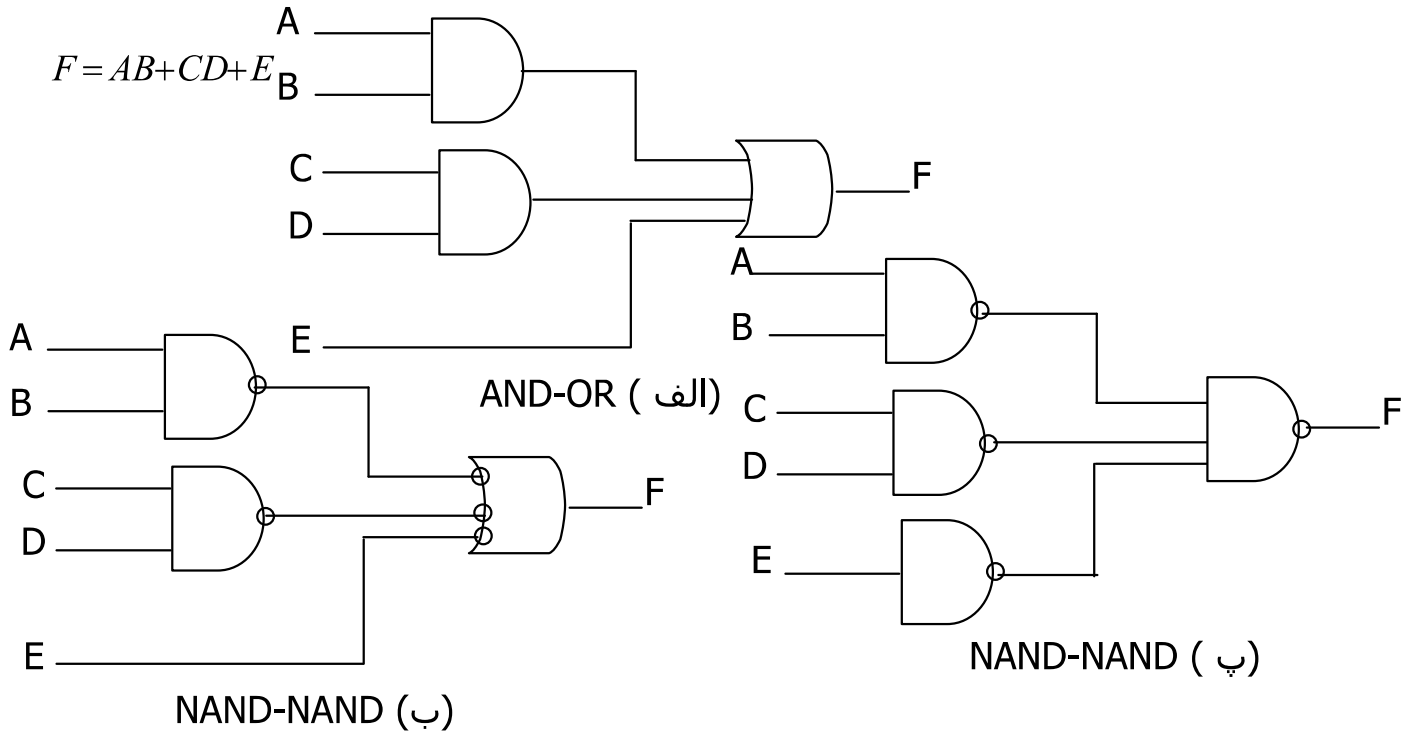 A
F = AB+CD+E
B
C
D
F
E
AND-OR ( الف)
A
B
C
D
F
E
NAND-NAND (ب)
A
B
C
D
F
E
NAND-NAND ( پ)